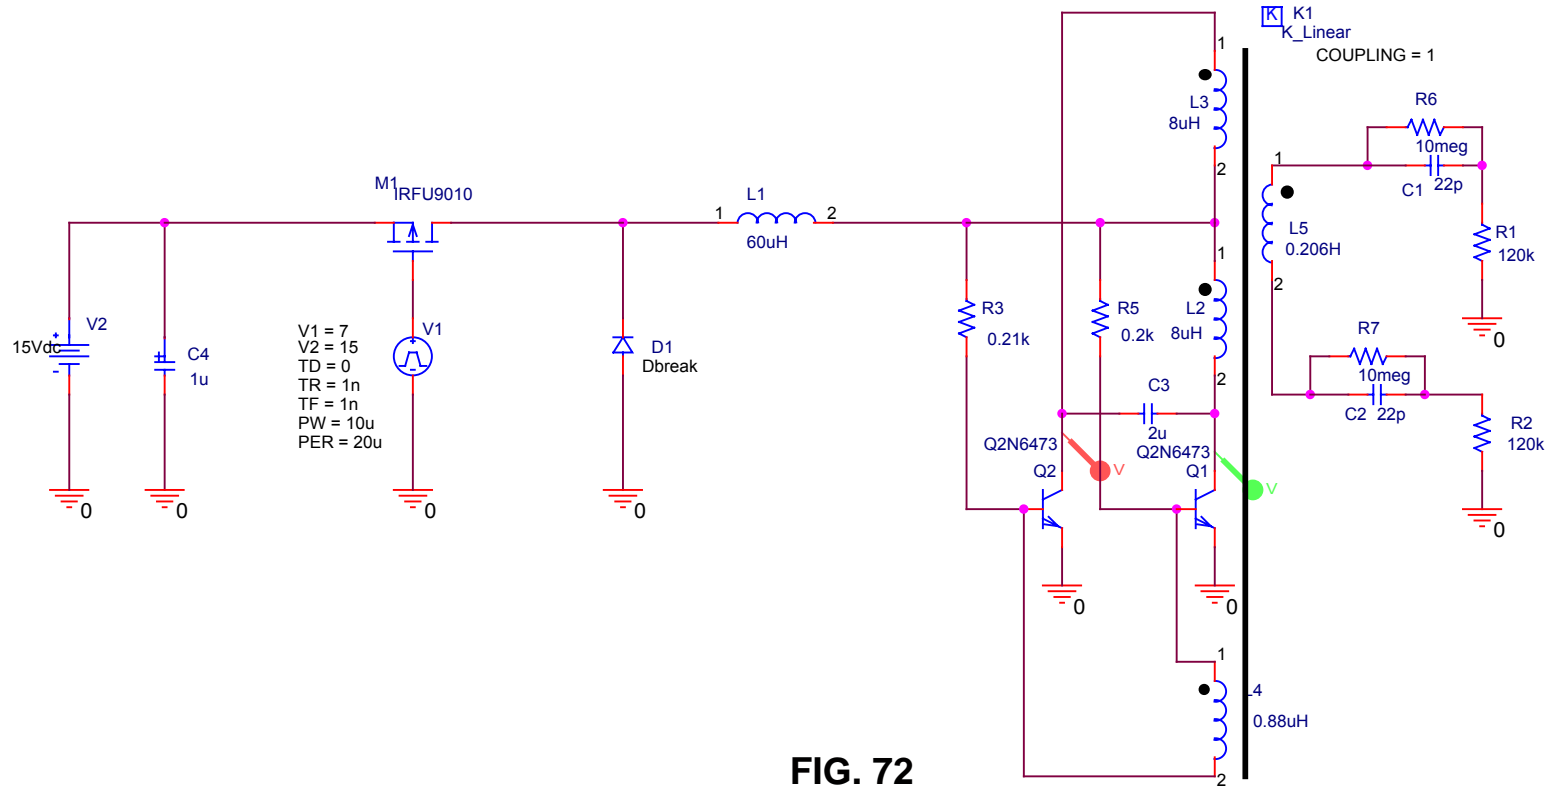 K K1
K_Linear
COUPLING = 1
1
L3
8uH
2
R6
10meg
C1 22p
1
L5
0.206H
2
R1
120k
0
M1
IRFU9010
1 L1 2
60uH
V2
15Vdc
+
-
C4
1u
V1 = 7
V2 = 15
TD = 0
TR = 1n
TF = 1n
PW = 10u
PER = 20u
V1
+
D1
Dbreak
R3
0.21k
R5
0.2k
1
L2
8uH
2
R7
10meg
C2 22p
R2
120k
0
C3
2u
Q2N6473
Q2
V
Q2N6473
Q1
V
0
0
0
0
0
0
1
L4
0.88uH
2
FIG. 72